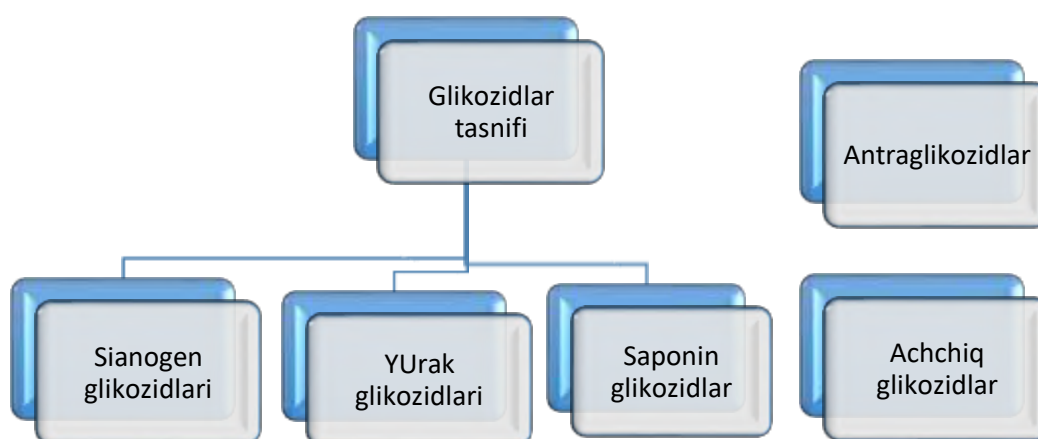 Glikozidlar
tasnifi
Antraglikozidlar
Sianogen
glikozidlari
YUrak
glikozidlari
Saponin
glikozidlar
Achchiq
glikozidlar